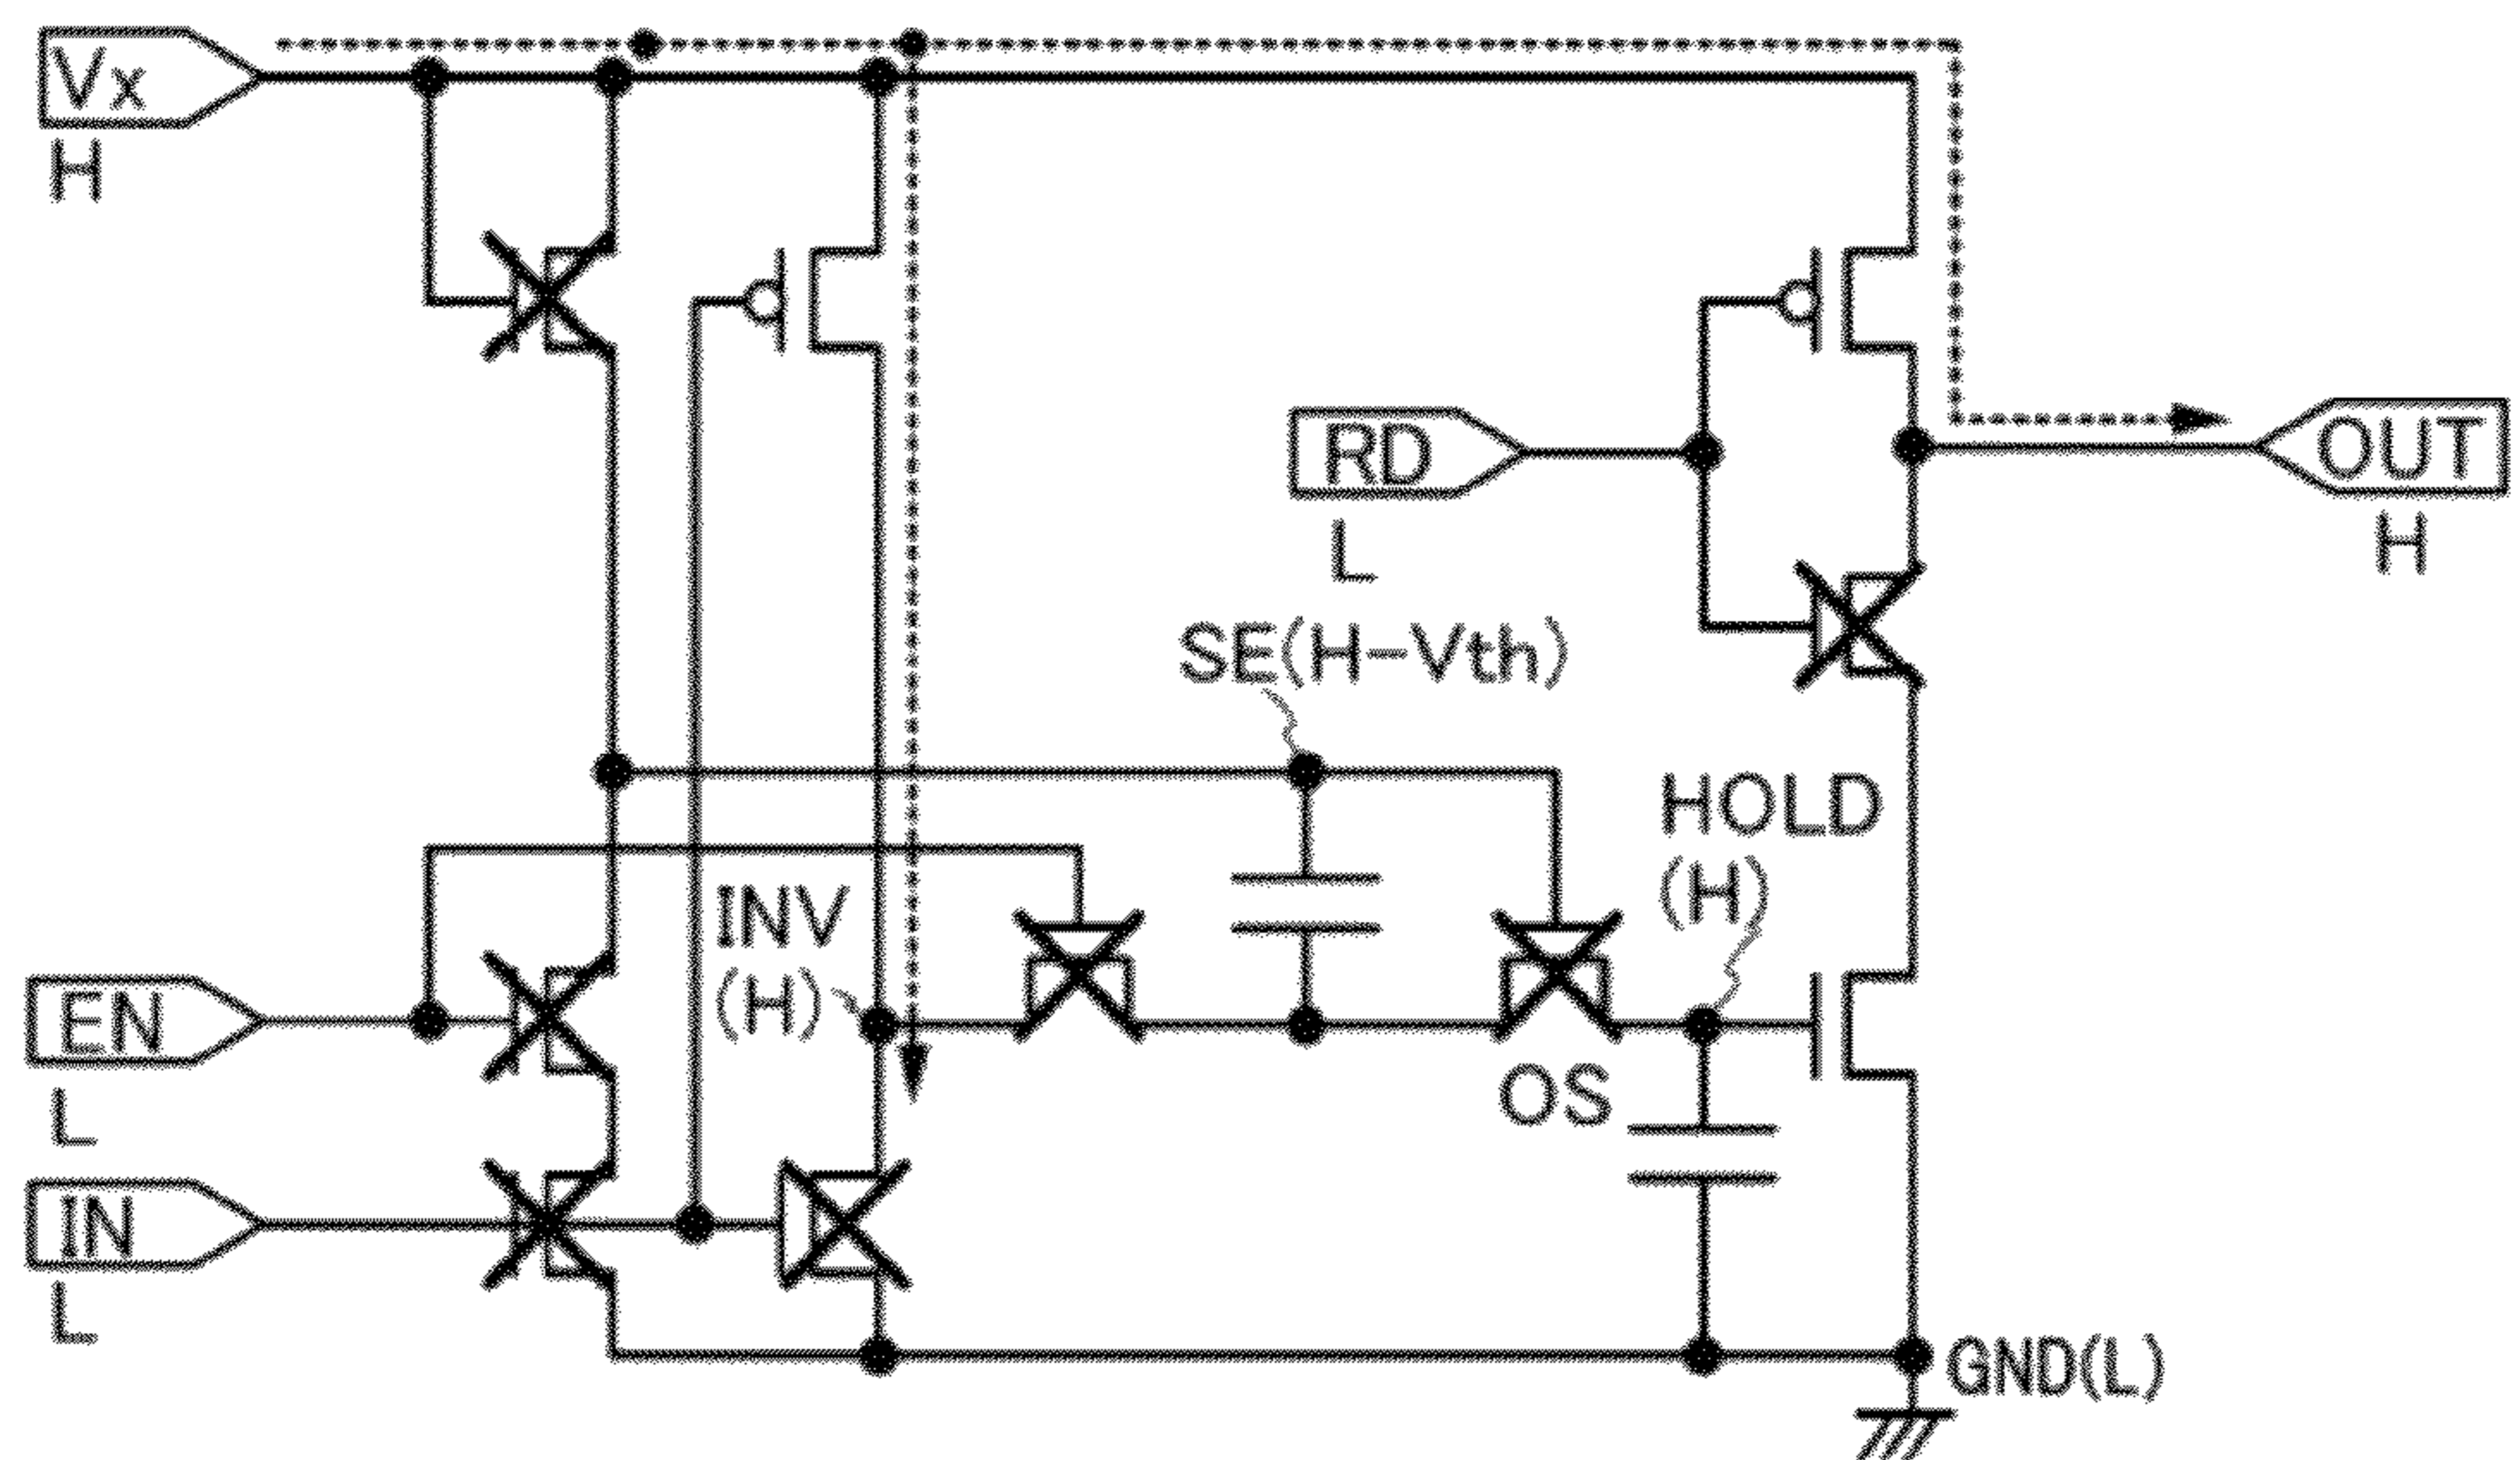 Vx
H
RD
L
OUT
H
SE(H-Vth)
HOLD
(H)
INV
(H)
EN
L
OS
IN
L
GND(L)